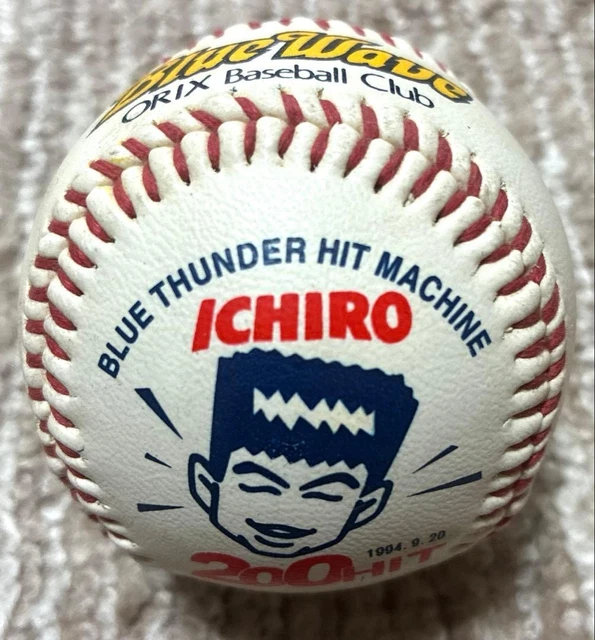 Blue Wave
ORIX Baseball Club
BLUE THUNDER HIT MACHINE
ICHIRO
1994.9.20
200HIT